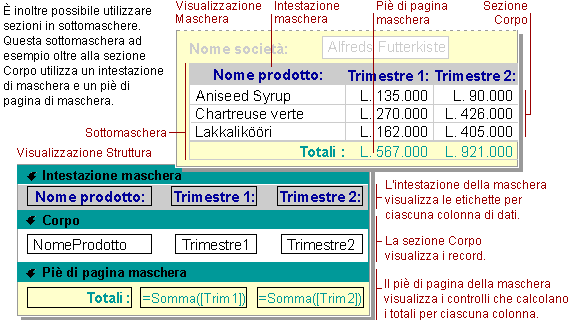 È inoltre possibile utilizzare
sezioni in sottomaschere.
Questa sottomaschera ad
esempio oltre alla sezione
Corpo utilizza un intestazione
di maschera e un piè di
pagina di maschera.
Visualizzazione
Maschera
Intestazione
maschera
Piè di pagina
maschera
Sezione
Corpo
Nome società: Alfreds Futterkiste
Nome prodotto: Trimestre 1: Trimestre 2:
Aniseed Syrup L. 135.000 L. 90.000
Chartreuse verte L. 270.000 L. 426.000
Lakkalikööri L. 162.000 L. 405.000
Totali : L. 567.000 L. 921.000
Sottomaschera
Visualizzazione Struttura
Intestazione maschera
Nome prodotto: Trimestre 1: Trimestre 2:
Corpo
NomeProdotto Trimestre1 Trimestre2
Piè di pagina maschera
Totali : =Somma([Trim1]) =Somma([Trim2])
L'intestazione della maschera
visualizza le etichette per
ciascuna colonna di dati.
La sezione Corpo
visualizza i record.
Il piè di pagina della maschera
visualizza i controlli che calcolano
i totali per ciascuna colonna.